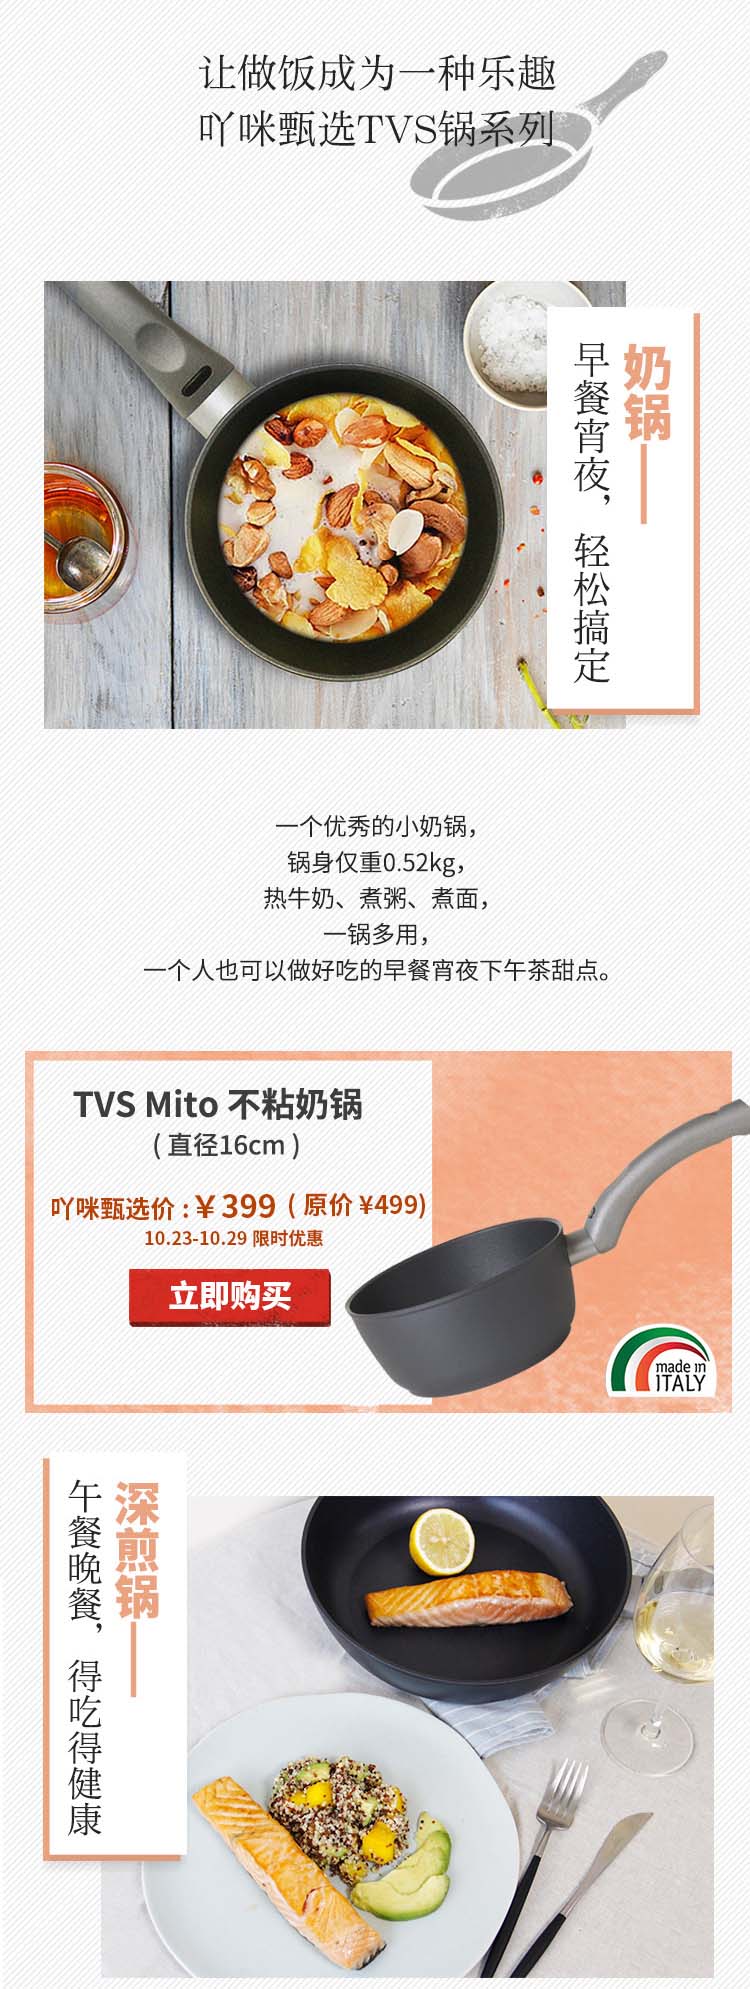 让做饭成为一种乐趣
吖咪甄选TVS锅系列
奶锅
早餐宵夜，轻松搞定
一个优秀的小奶锅，
锅身仅重0.52kg，
热牛奶、煮粥、煮面，
一锅多用，
一个人也可以做好吃的早餐宵夜下午茶甜点。
TVS Mito 不粘奶锅
( 直径16cm )
吖咪甄选价 : ¥ 399 ( 原价 ¥499)
10.23-10.29 限时优惠
立即购买
made in
ITALY
深煎锅
午餐晚餐，得吃得健康